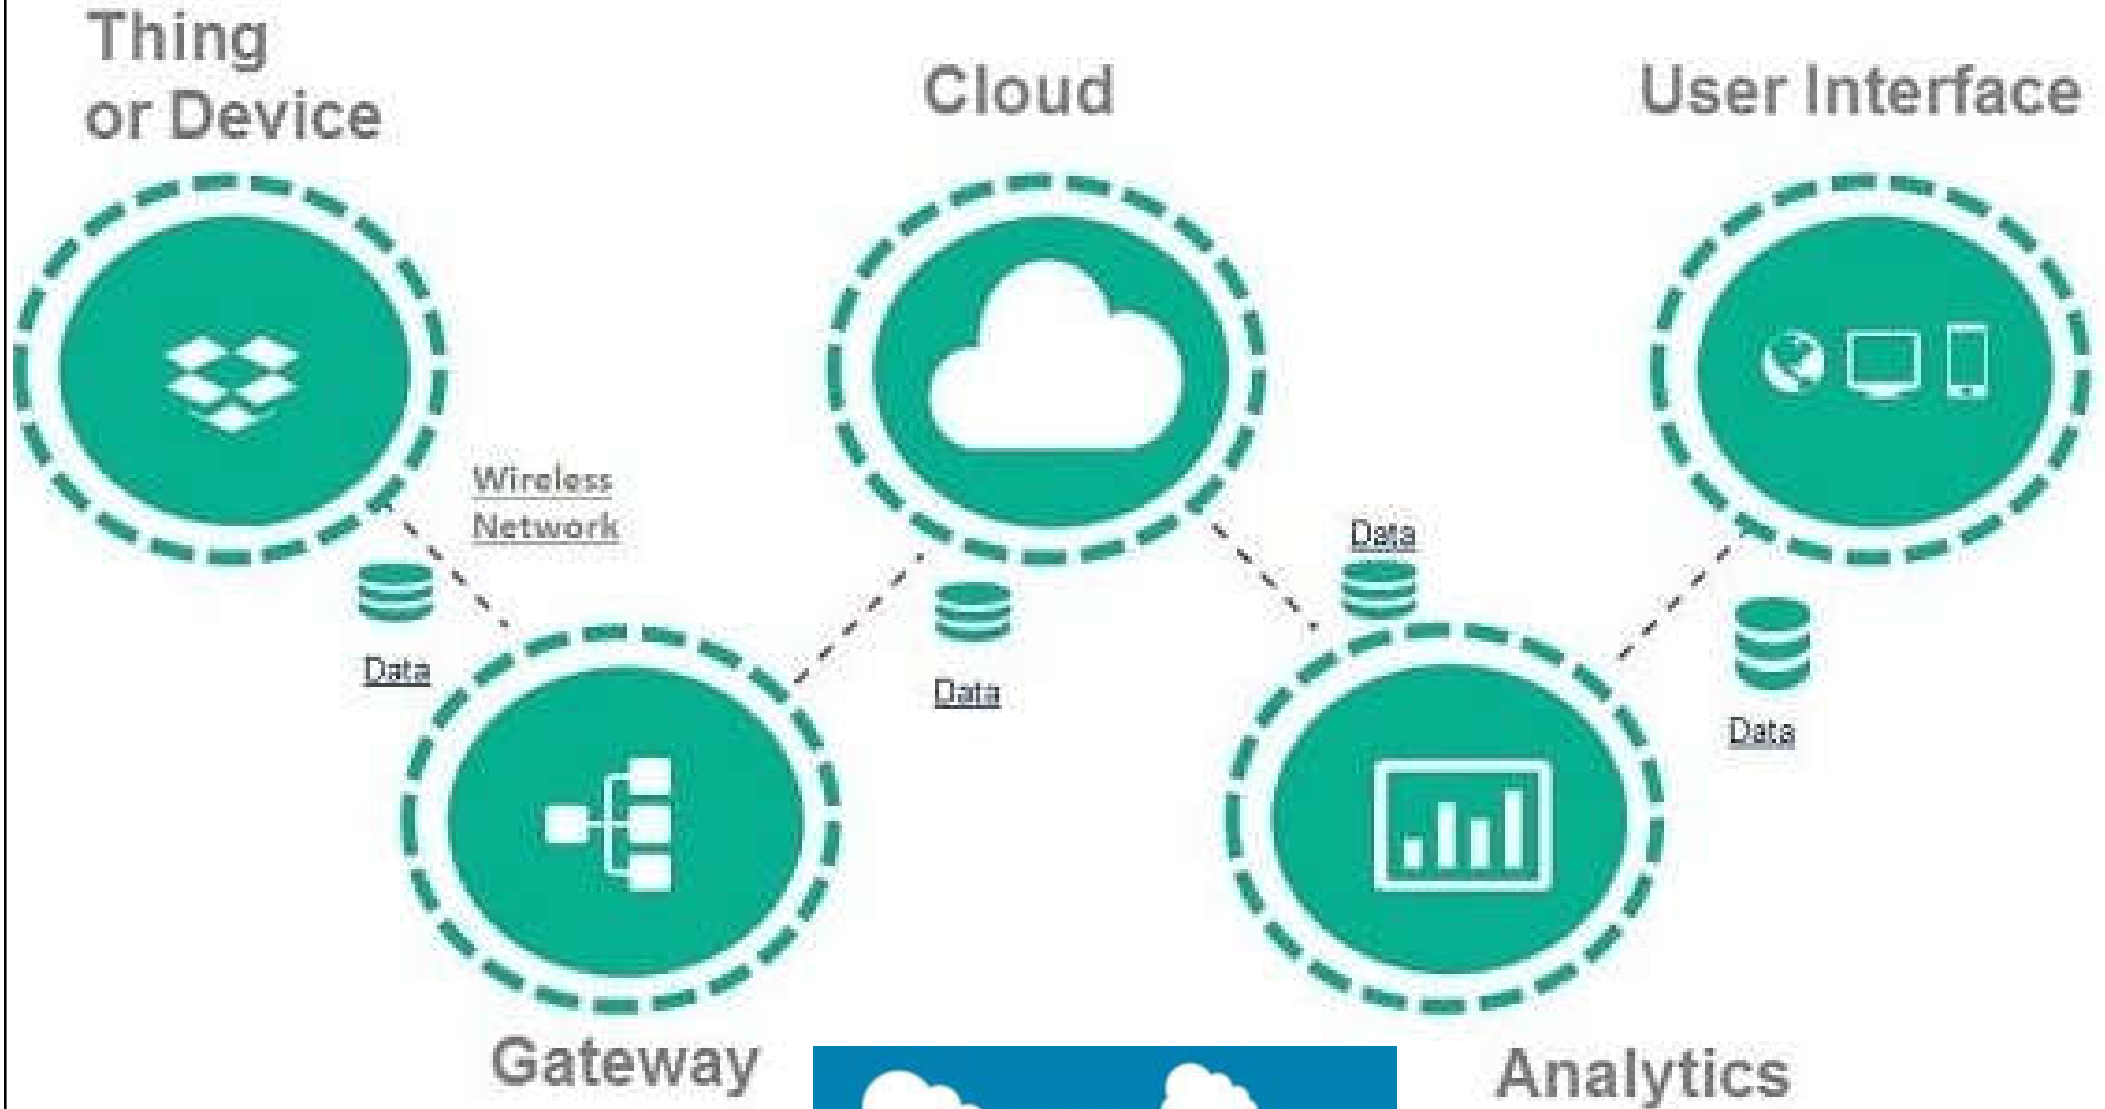 Thing
or Device
Cloud
User Interface
Wireless
Network
Data
Data
Data
Data
Gateway
Analytics